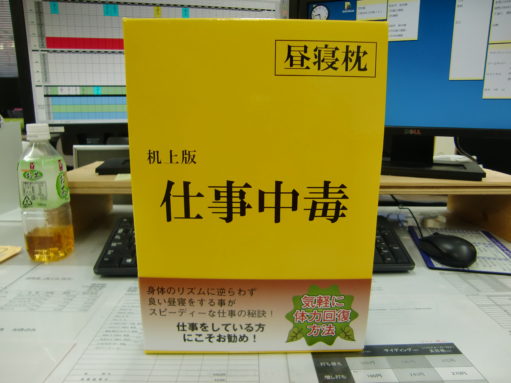 昼寝枕
机上版
仕事中毒
身体のリズムに逆らわず
良い昼寝をする事が
スピーディーな仕事の秘訣！
仕事をしている方
にこそお勧め！
気軽に
体力回復
方法
DELL